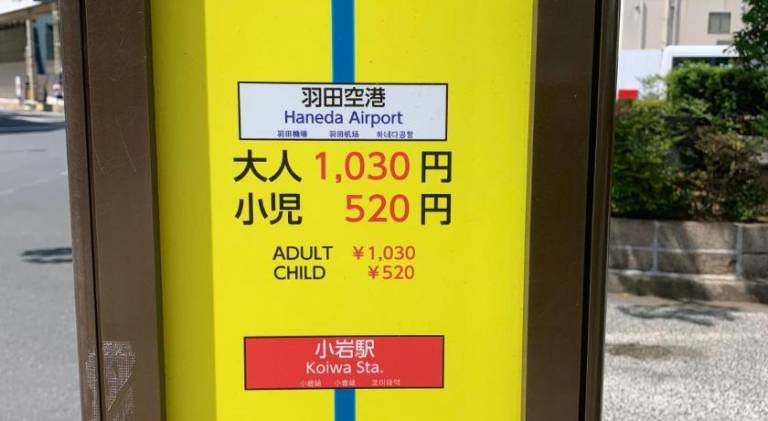 羽田空港
Haneda Airport
羽田機場 羽田机场 하네다공항
大人 1,030 円
小児 520 円
ADULT ¥1,030
CHILD ¥520
小岩駅
Koiwa Sta.